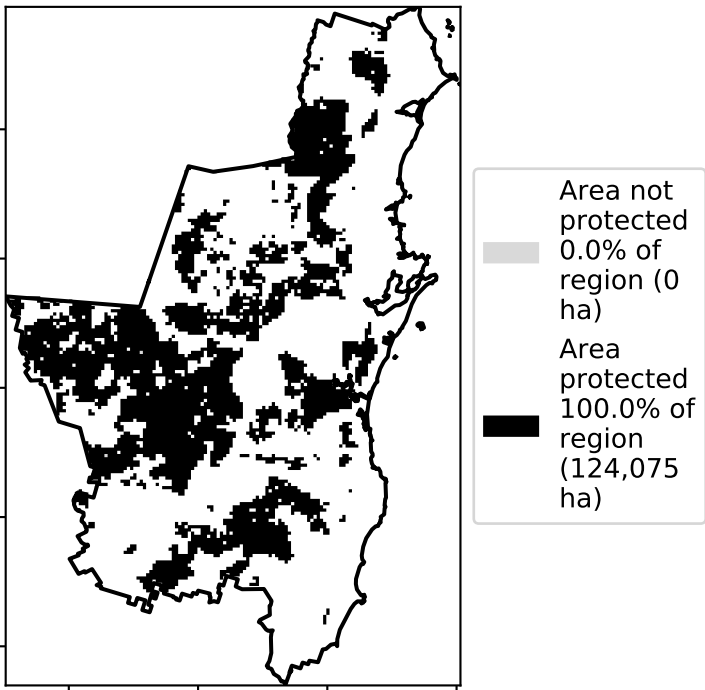 Area not
protected
0.0% of
region (0
ha)
Area
protected
100.0% of
region
(124,075
ha)